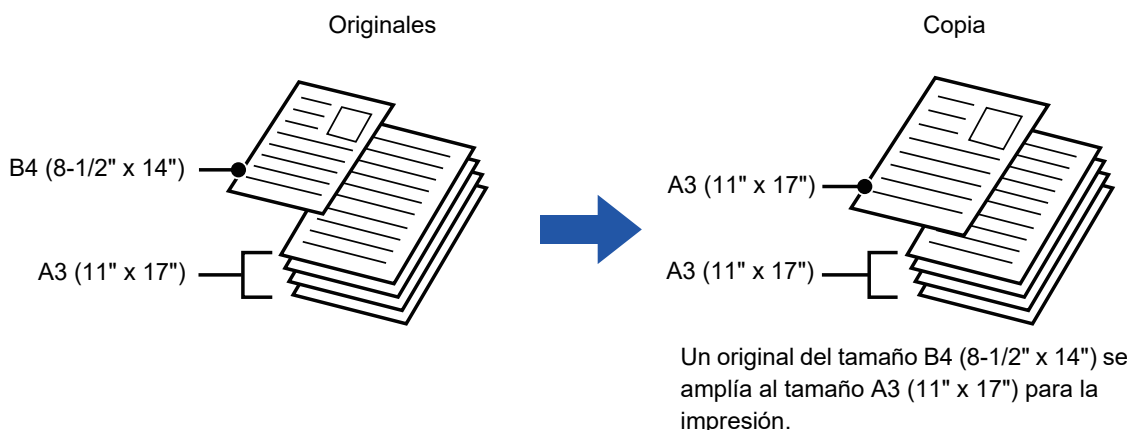 Originales
Copia
B4 (8-1/2" x 14")
A3 (11" x 17")
A3 (11" x 17")
A3 (11" x 17")
Un original del tamaño B4 (8-1/2" x 14") se
amplía al tamaño A3 (11" x 17") para la
impresión.